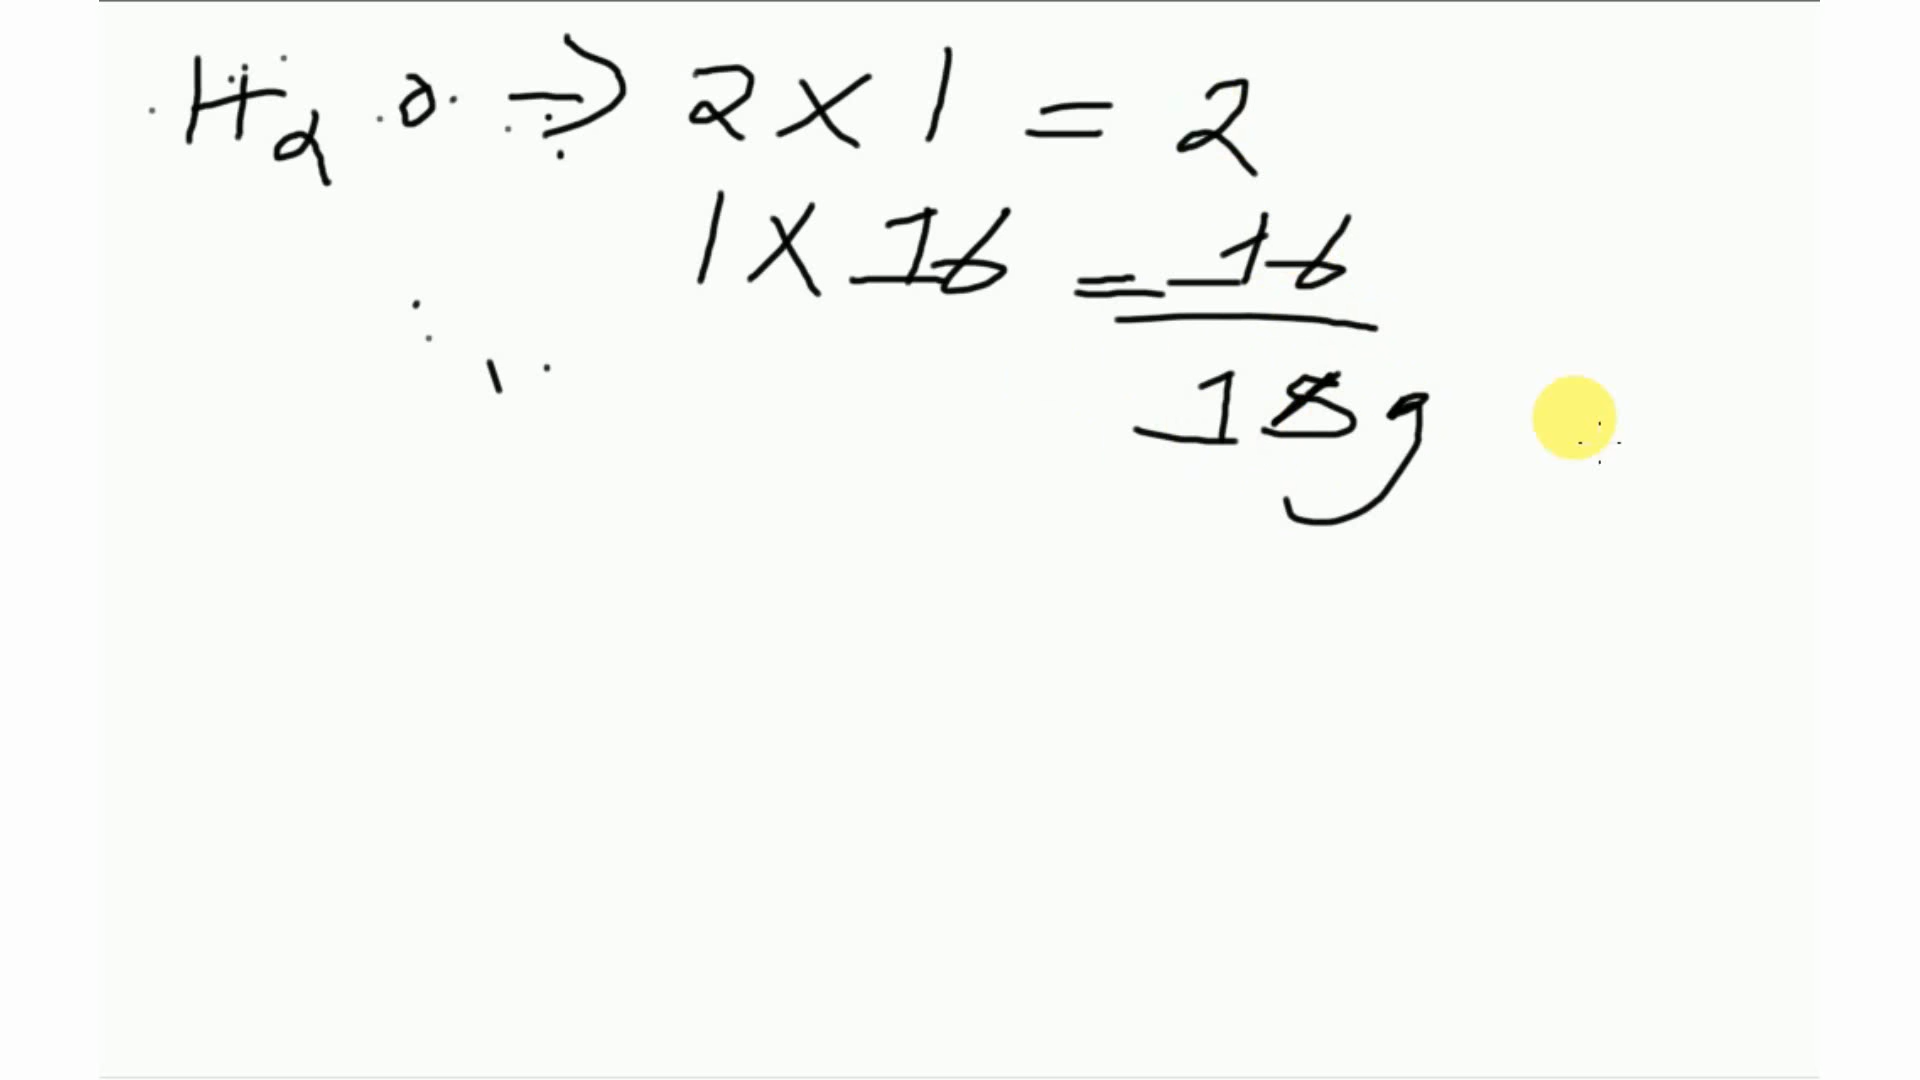 H₂O ⇒ 2 × 1 = 2
1 × 16 = 16
18g